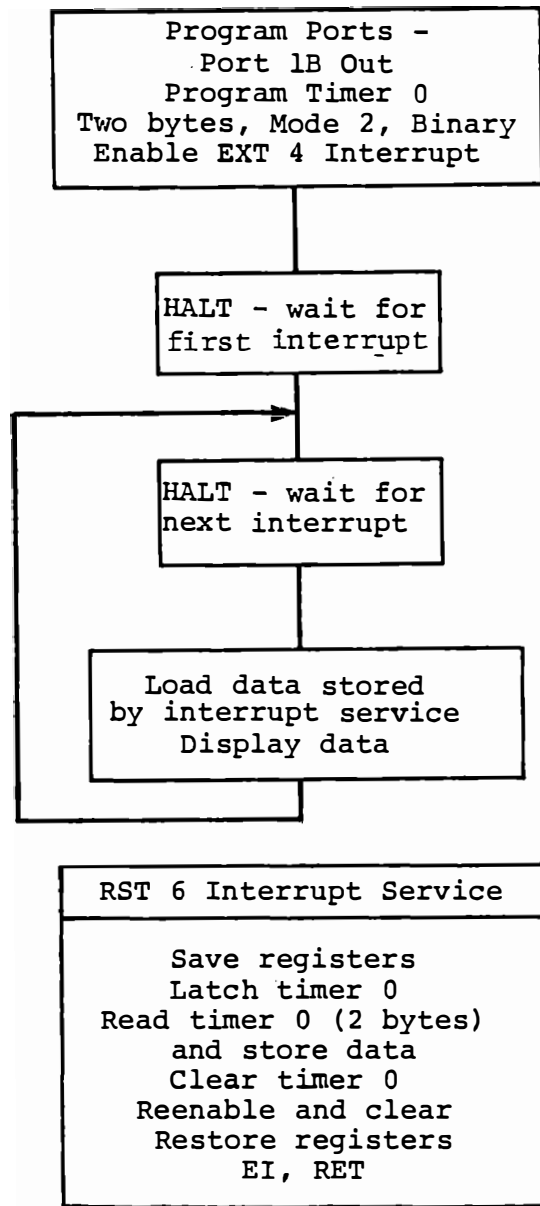 Program Ports -
Port 1B Out
Program Timer 0
Two bytes, Mode 2, Binary
Enable EXT 4 Interrupt
HALT - wait for
first interrupt
HALT - wait for
next interrupt
Load data stored
by interrupt service
Display data
RST 6 Interrupt Service
Save registers
Latch timer 0
Read timer 0 (2 bytes)
and store data
Clear timer 0
Reenable and clear
Restore registers
EI, RET